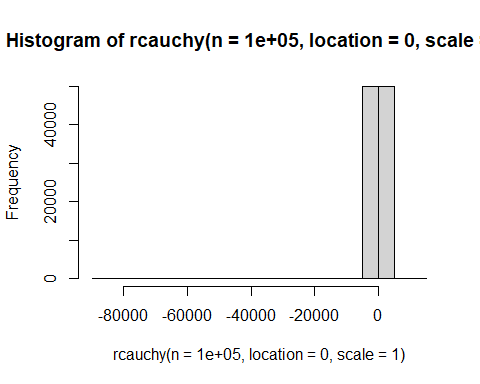 Histogram of rcauchy(n = 1e+05, location = 0, scale =
Frequency
40000
20000
0
-80000 -60000 -40000 -20000 0
rcauchy(n = 1e+05, location = 0, scale = 1)